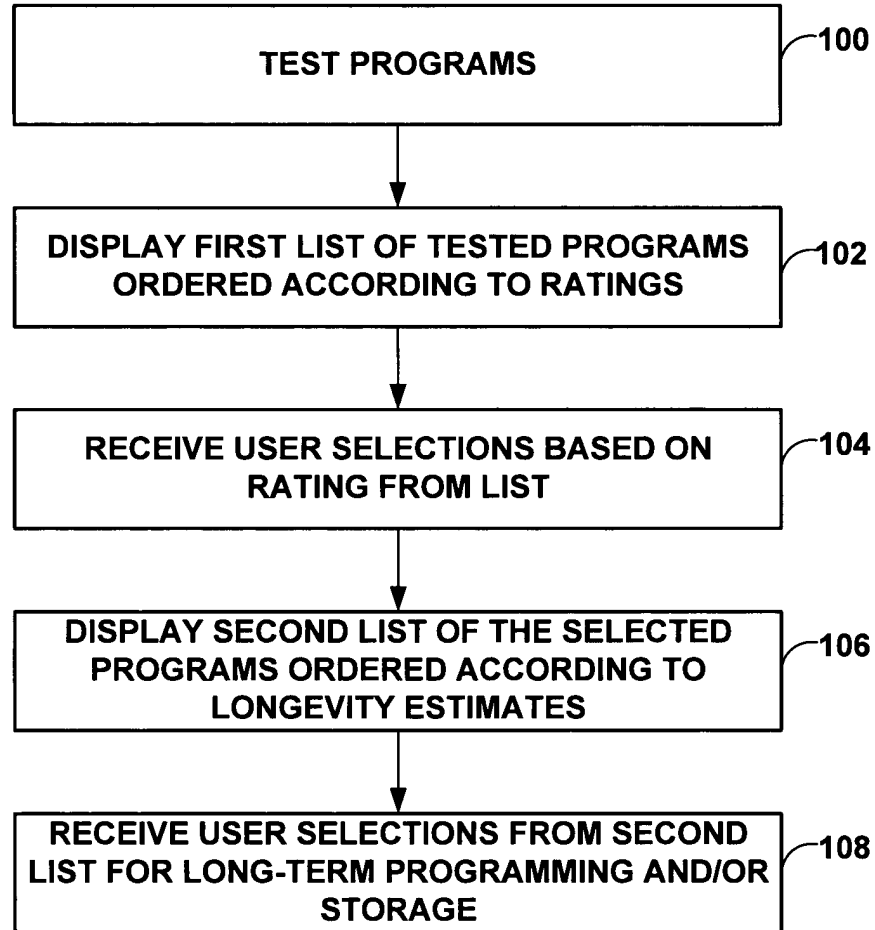 TEST PROGRAMS
100
DISPLAY FIRST LIST OF TESTED PROGRAMS
ORDERED ACCORDING TO RATINGS
102
RECEIVE USER SELECTIONS BASED ON
RATING FROM LIST
104
DISPLAY SECOND LIST OF THE SELECTED
PROGRAMS ORDERED ACCORDING TO
LONGEVITY ESTIMATES
106
RECEIVE USER SELECTIONS FROM SECOND
LIST FOR LONG-TERM PROGRAMMING AND/OR
STORAGE
108